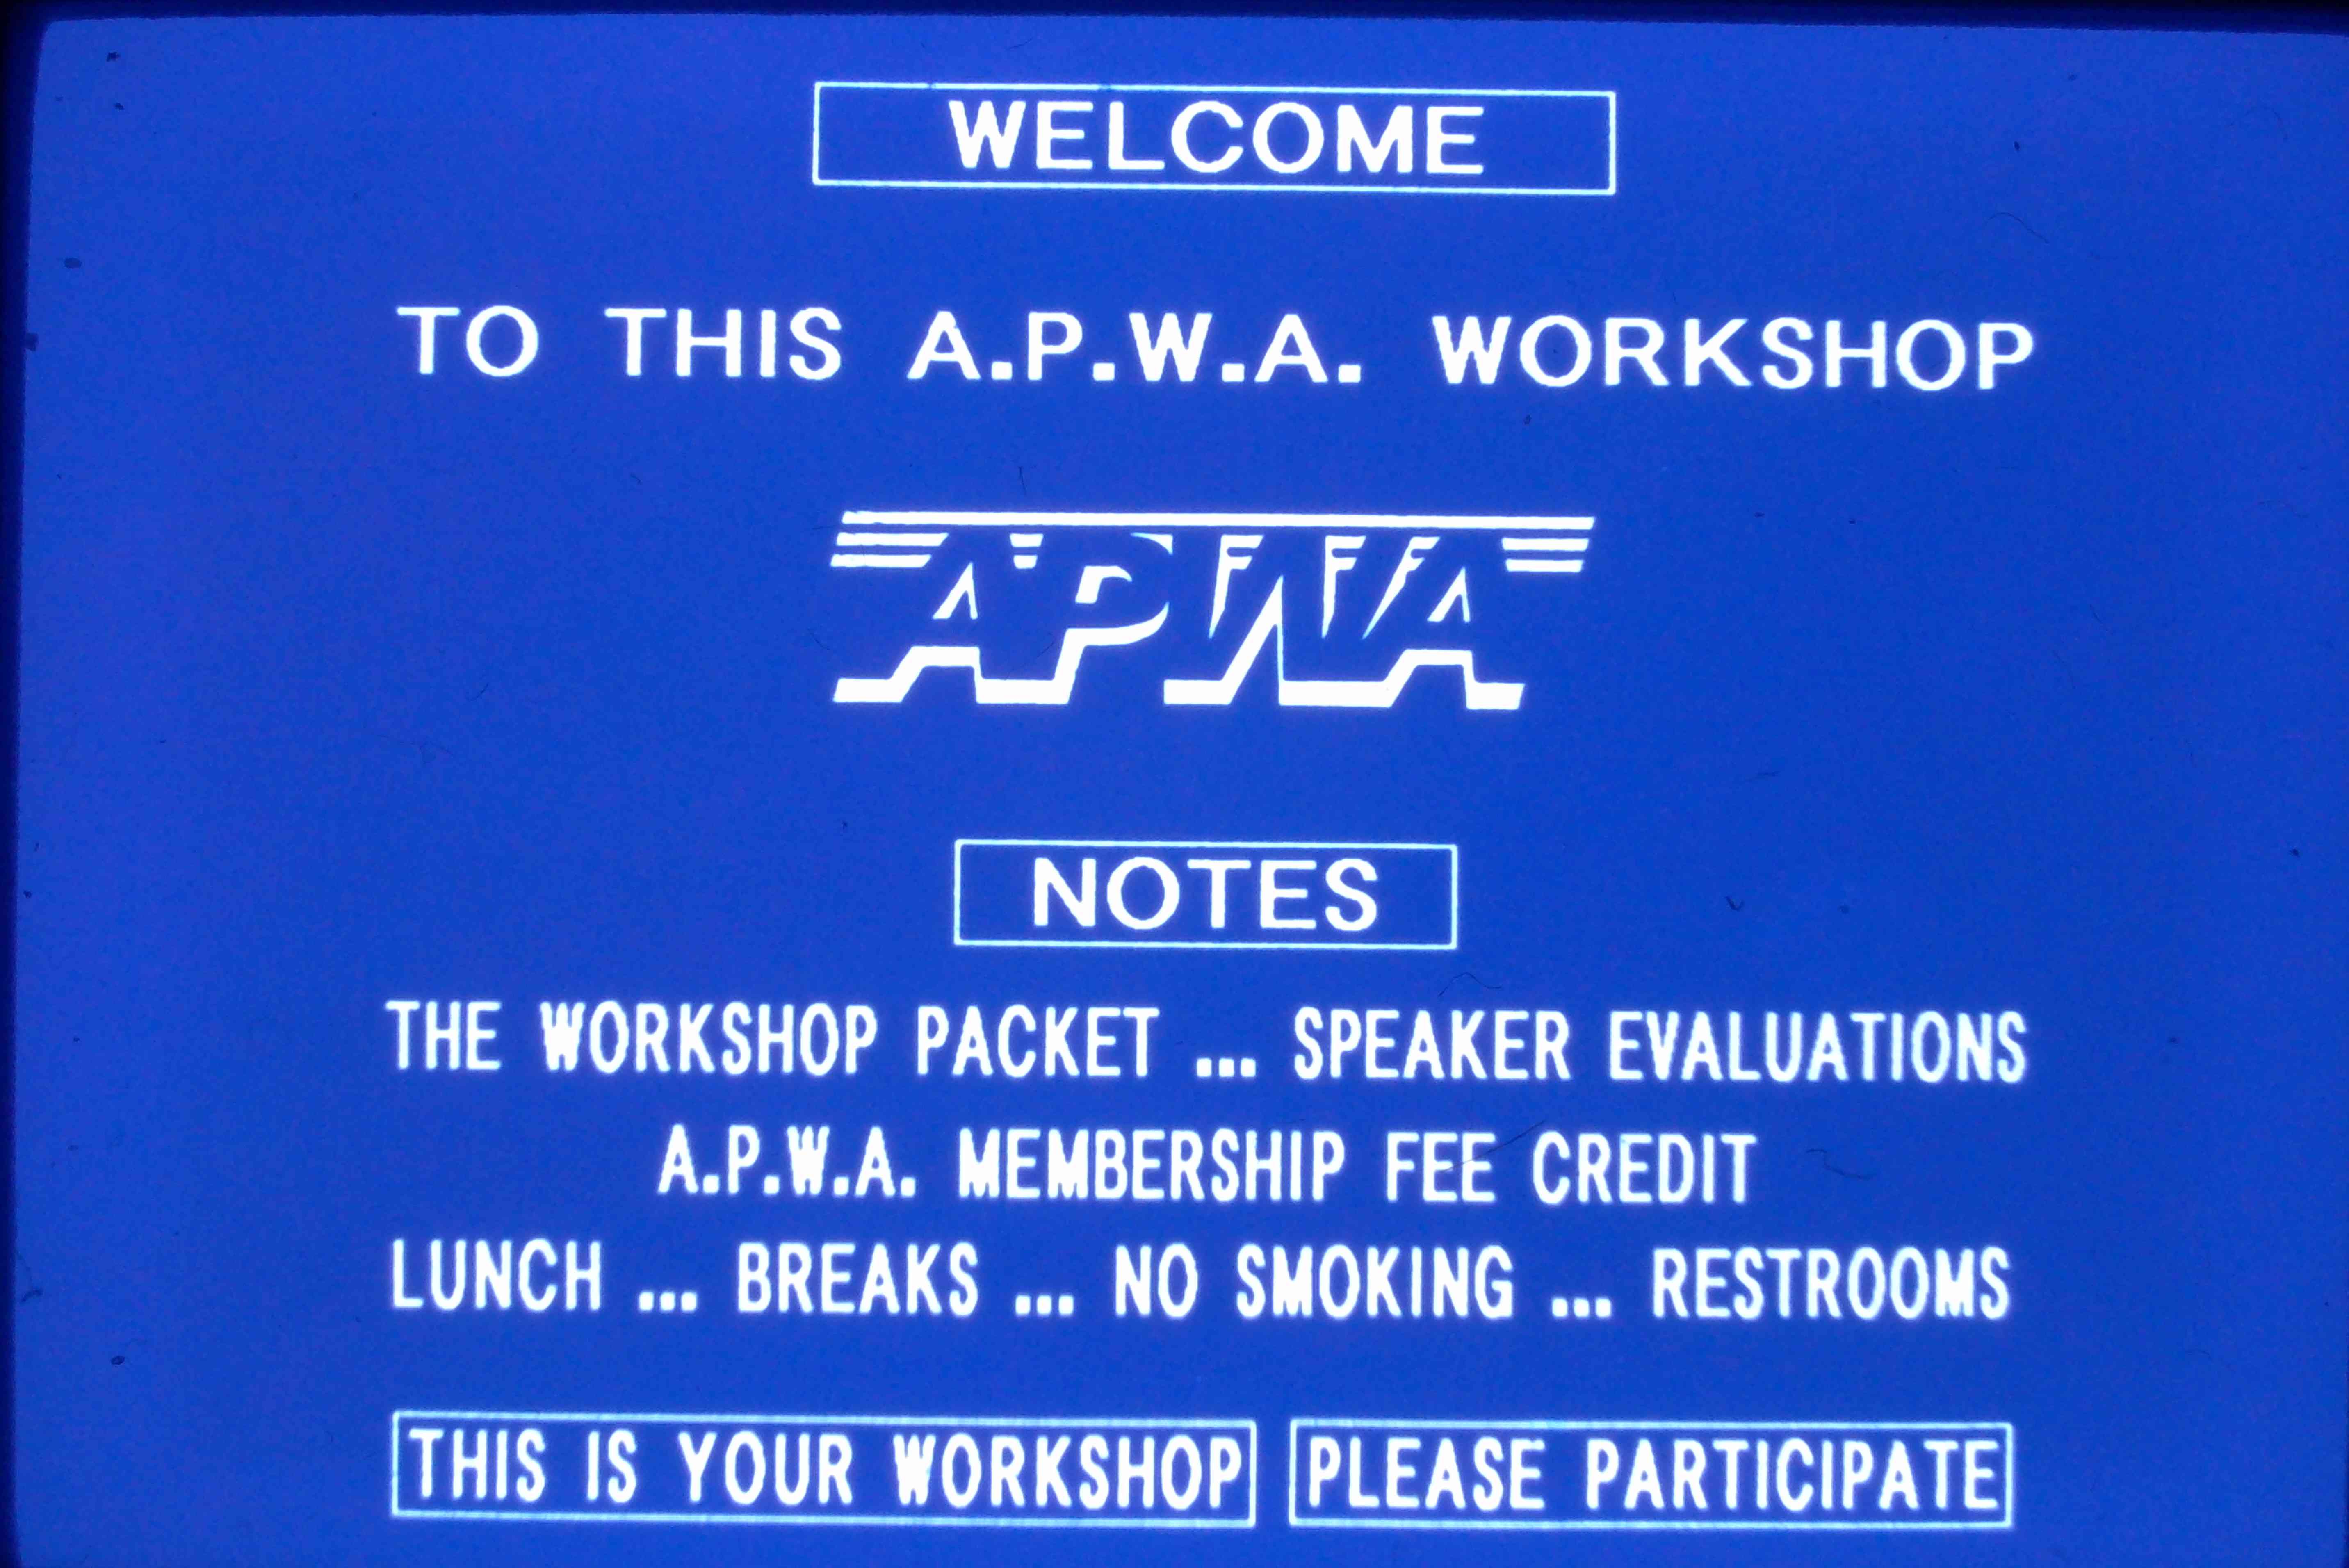 WELCOME
TO THIS A.P.W.A. WORKSHOP
APWA
NOTES
THE WORKSHOP PACKET ... SPEAKER EVALUATIONS
A.P.W.A. MEMBERSHIP FEE CREDIT
LUNCH ... BREAKS ... NO SMOKING ... RESTROOMS
THIS IS YOUR WORKSHOP PLEASE PARTICIPATE